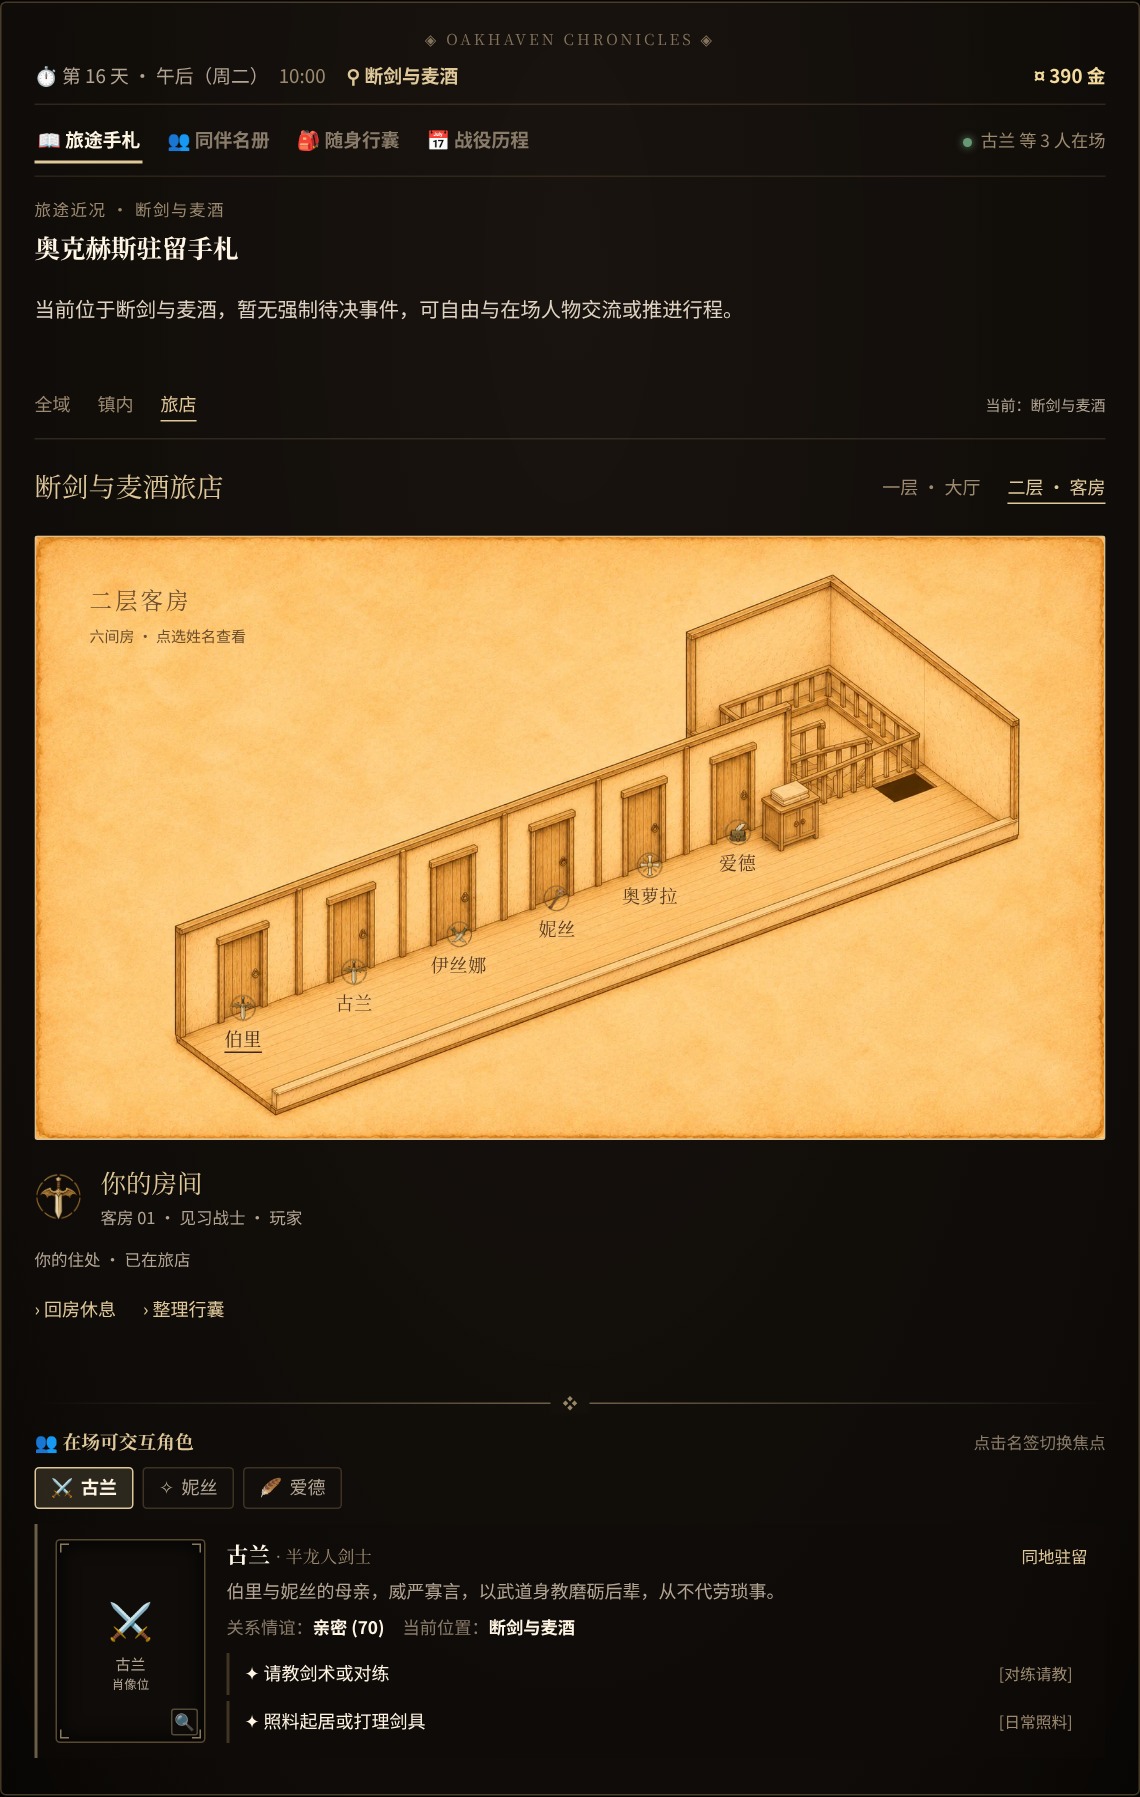 ◈ OAKHAVEN CHRONICLES ◈
⏱️ 第 16 天 · 午后（周二） 10:00 ⚲ 断剑与麦酒 ¤ 390 金
📖 旅途手札 👥 同伴名册 🎒 随身行囊 📅 战役历程 ● 古兰 等 3 人在场
旅途近况 · 断剑与麦酒
奥克赫斯驻留手札
当前位于断剑与麦酒，暂无强制待决事件，可自由与在场人物交流或推进行程。
全域 镇内 旅店 当前：断剑与麦酒
断剑与麦酒旅店 一层 · 大厅 二层 · 客房
二层客房
六间房 · 点选姓名查看
爱德
奥萝拉
妮丝
伊丝娜
古兰
伯里
你的房间
客房 01 · 见习战士 · 玩家
你的住处 · 已在旅店
› 回房休息 › 整理行囊
👥 在场可交互角色 点击名签切换焦点
⚔️ 古兰 ✧ 妮丝 🪶 爱德
古兰 · 半龙人剑士 同地驻留
伯里与妮丝的母亲，威严寡言，以武道身教磨砺后辈，从不代劳琐事。
关系情谊：亲密 (70) 当前位置：断剑与麦酒
古兰
肖像位
✦ 请教剑术或对练 [对练请教]
✦ 照料起居或打理剑具 [日常照料]